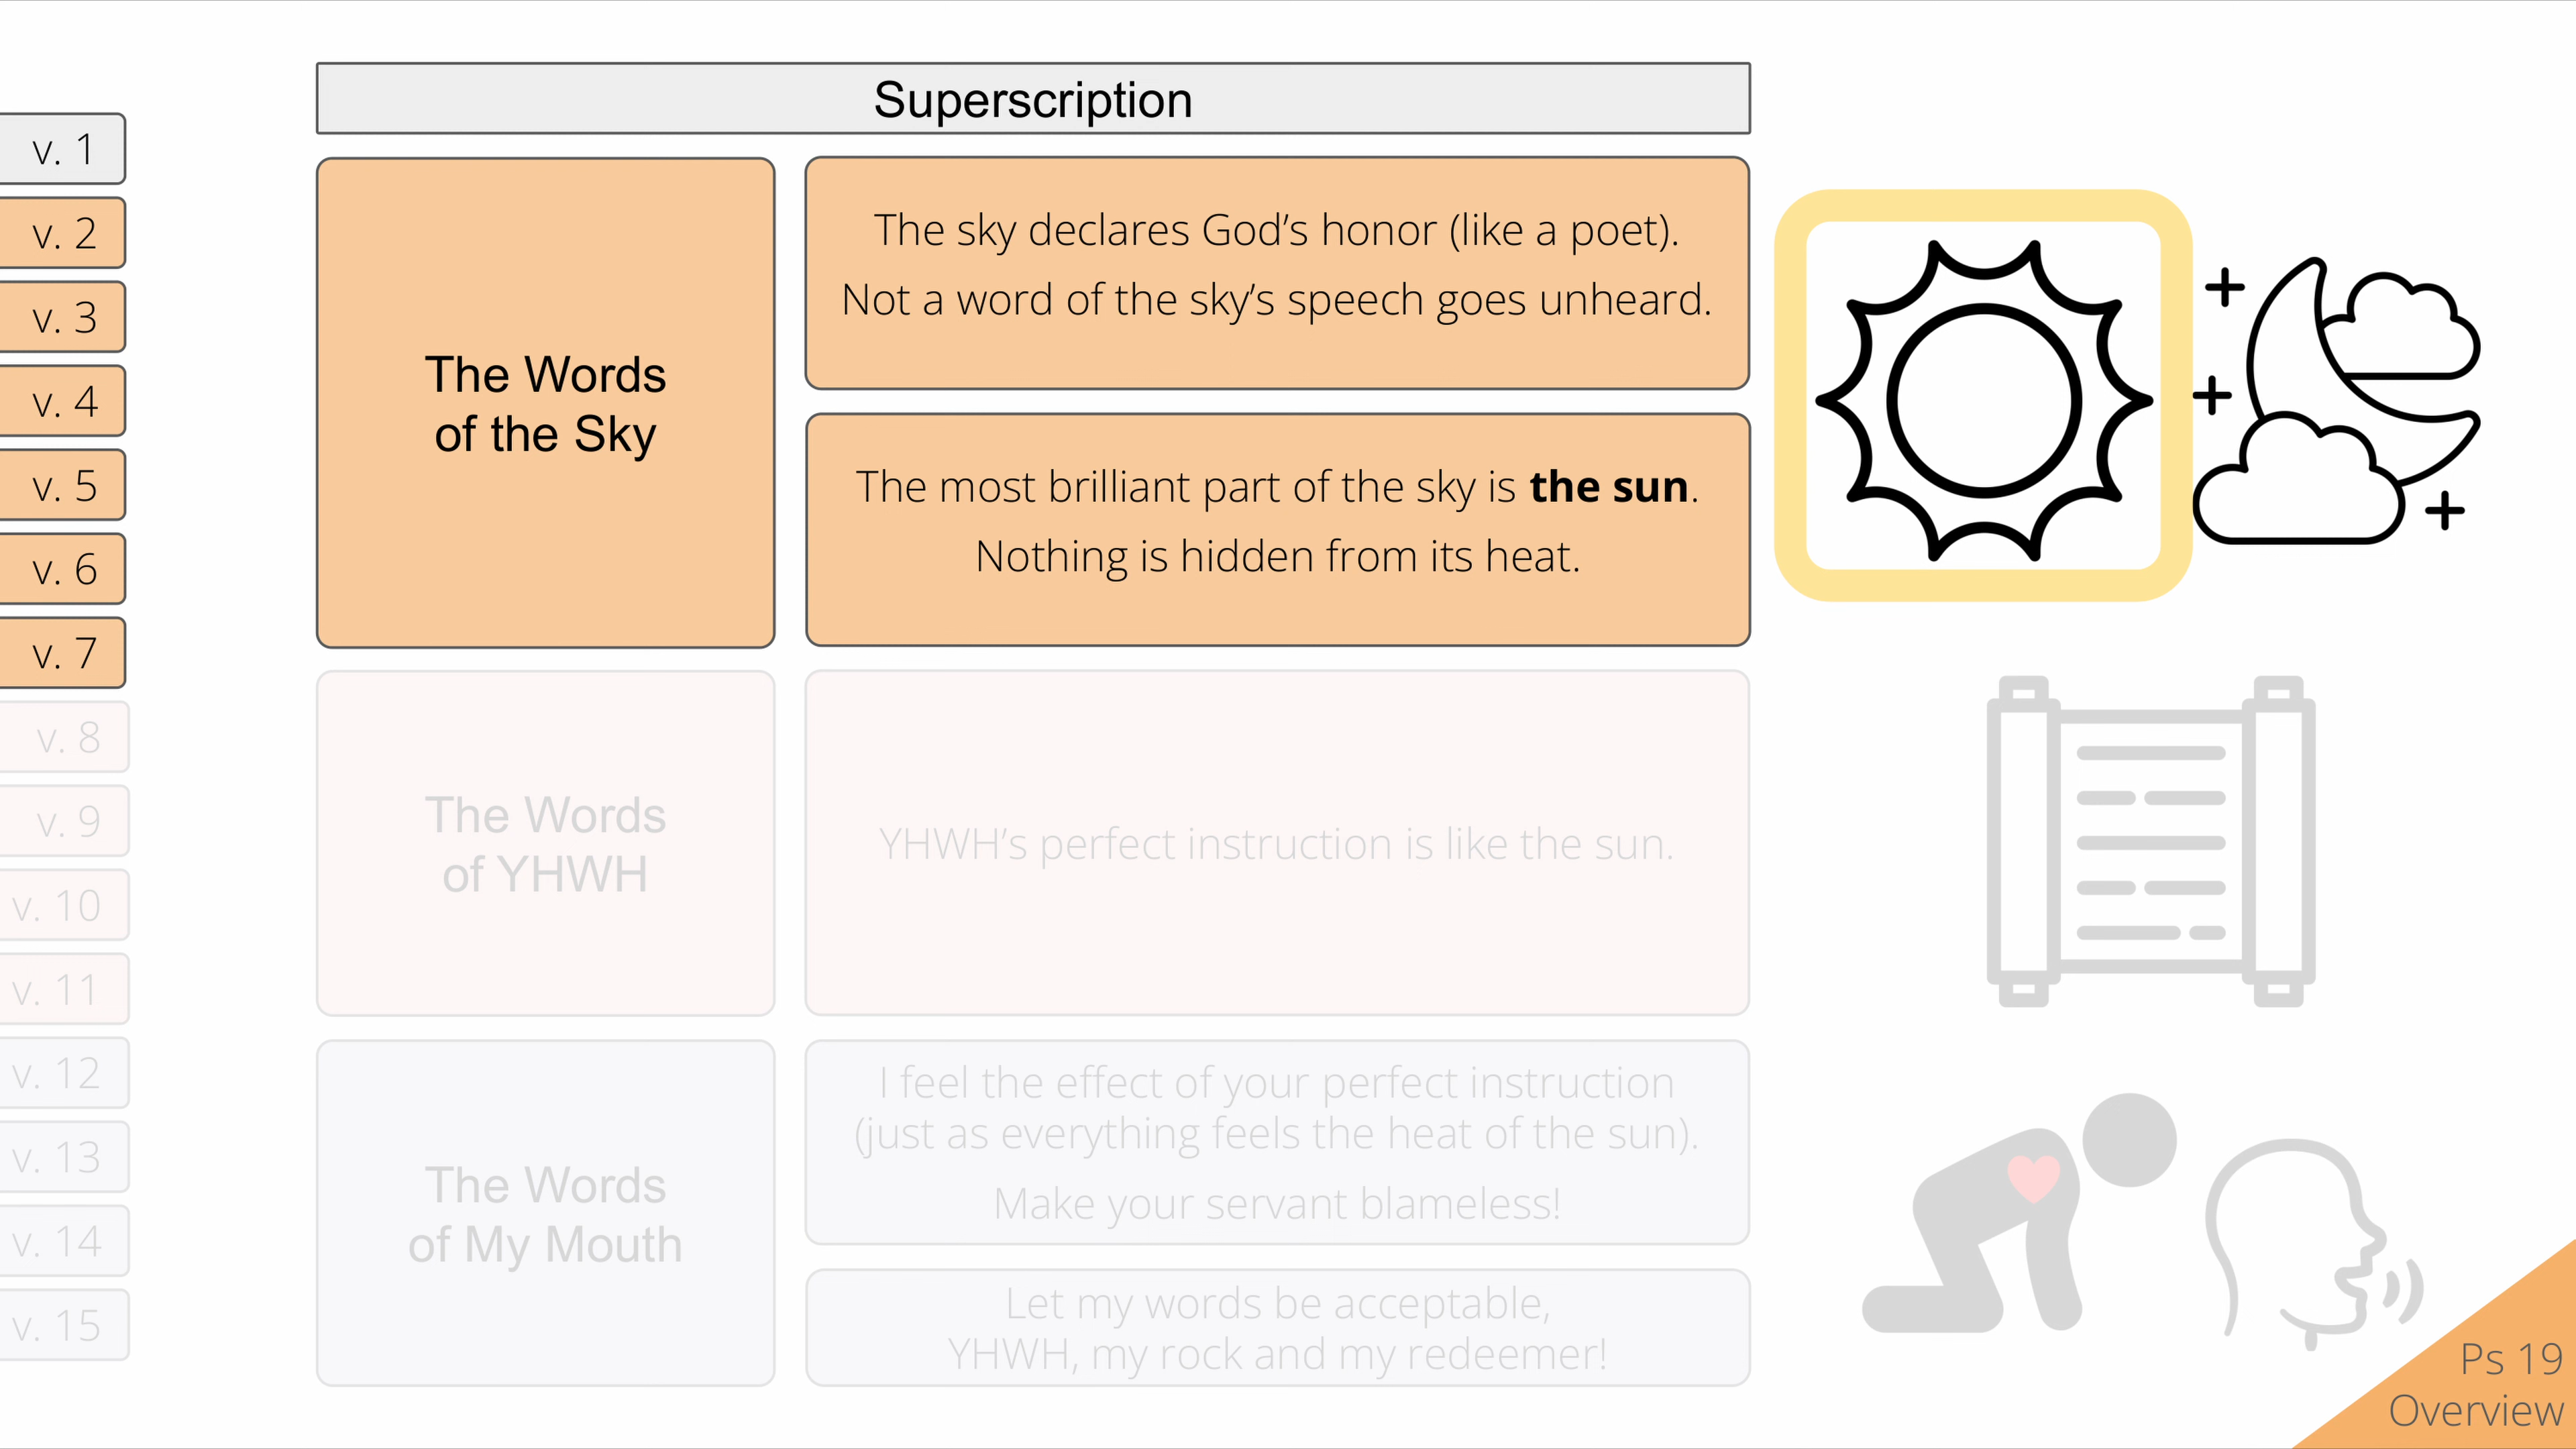 Superscription
v. 1
v. 2
v. 3
v. 4
v. 5
v. 6
v. 7
v. 8
v. 9
v. 10
v. 11
v. 12
v. 13
v. 14
v. 15
The Words
of the Sky
The sky declares God’s honor (like a poet).
Not a word of the sky’s speech goes unheard.
The most brilliant part of the sky is the sun.
Nothing is hidden from its heat.
The Words
of YHWH
YHWH’s perfect instruction is like the sun.
The Words
of My Mouth
I feel the effect of your perfect instruction
(just as everything feels the heat of the sun).
Make your servant blameless!
Let my words be acceptable,
YHWH, my rock and my redeemer!
Ps 19
Overview